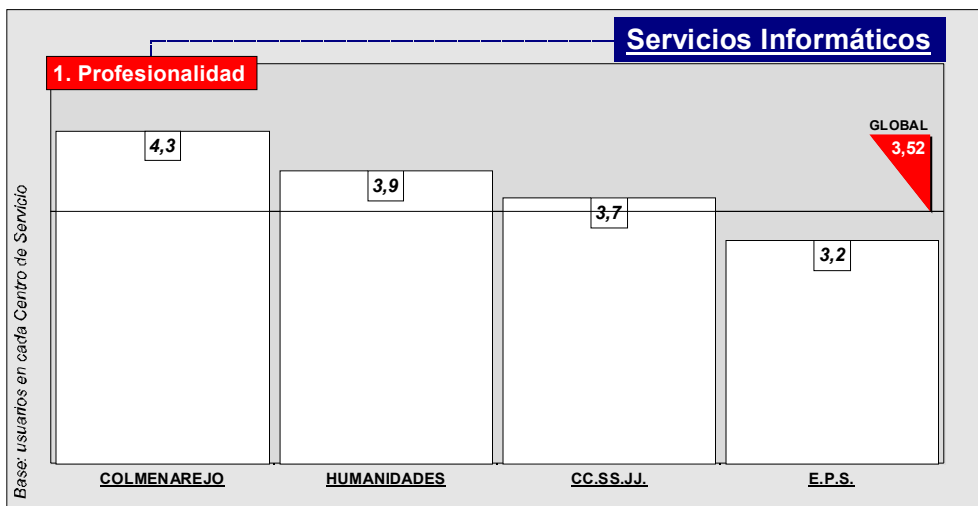 Servicios Informáticos
1. Profesionalidad
GLOBAL
3,52
4,3
3,9
3,7
3,2
Base: usuarios en cada Centro de Servicio
COLMENAREJO
HUMANIDADES
CC.SS.JJ.
E.P.S.